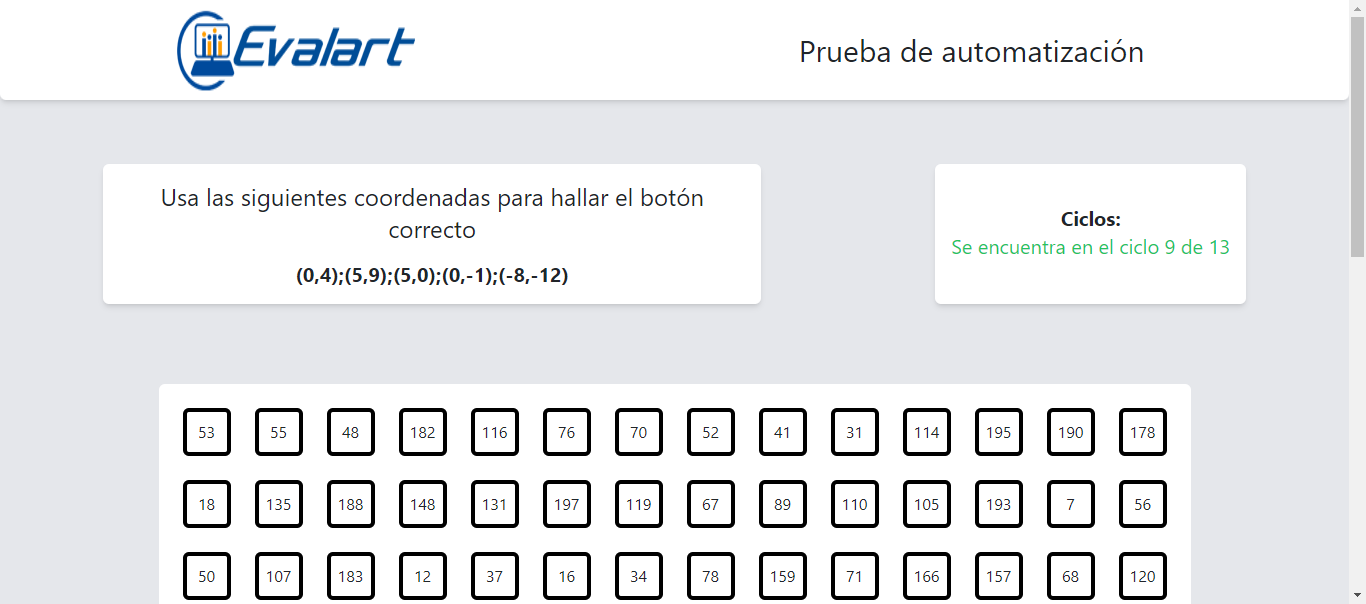 Evalart
Prueba de automatización
Usa las siguientes coordenadas para hallar el botón
correcto
(0,4);(5,9);(5,0);(0,-1);(-8,-12)
Ciclos:
Se encuentra en el ciclo 9 de 13
53 55 48 182 116 76 70 52 41 31 114 195 190 178
18 135 188 148 131 197 119 67 89 110 105 193 7 56
50 107 183 12 37 16 34 78 159 71 166 157 68 120